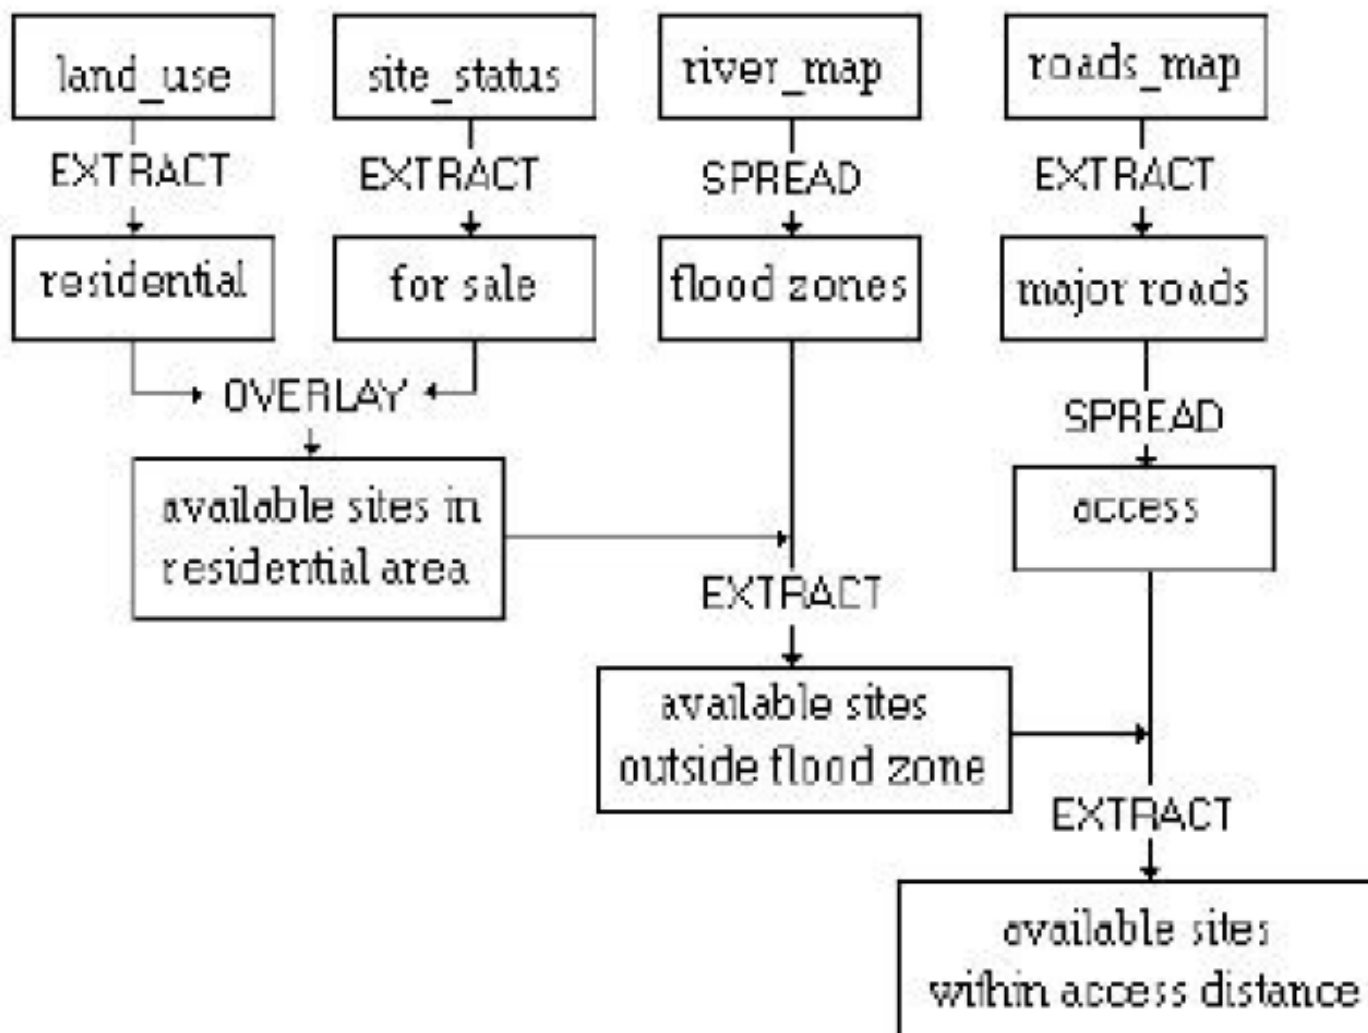 land_use
site_status
river_map
roads_map
EXTRACT
EXTRACT
SPREAD
EXTRACT
residential
for sale
flood zones
major roads
OVERLAY
SPREAD
available sites in
residential area
access
EXTRACT
available sites
outside flood zone
EXTRACT
available sites
within access distance